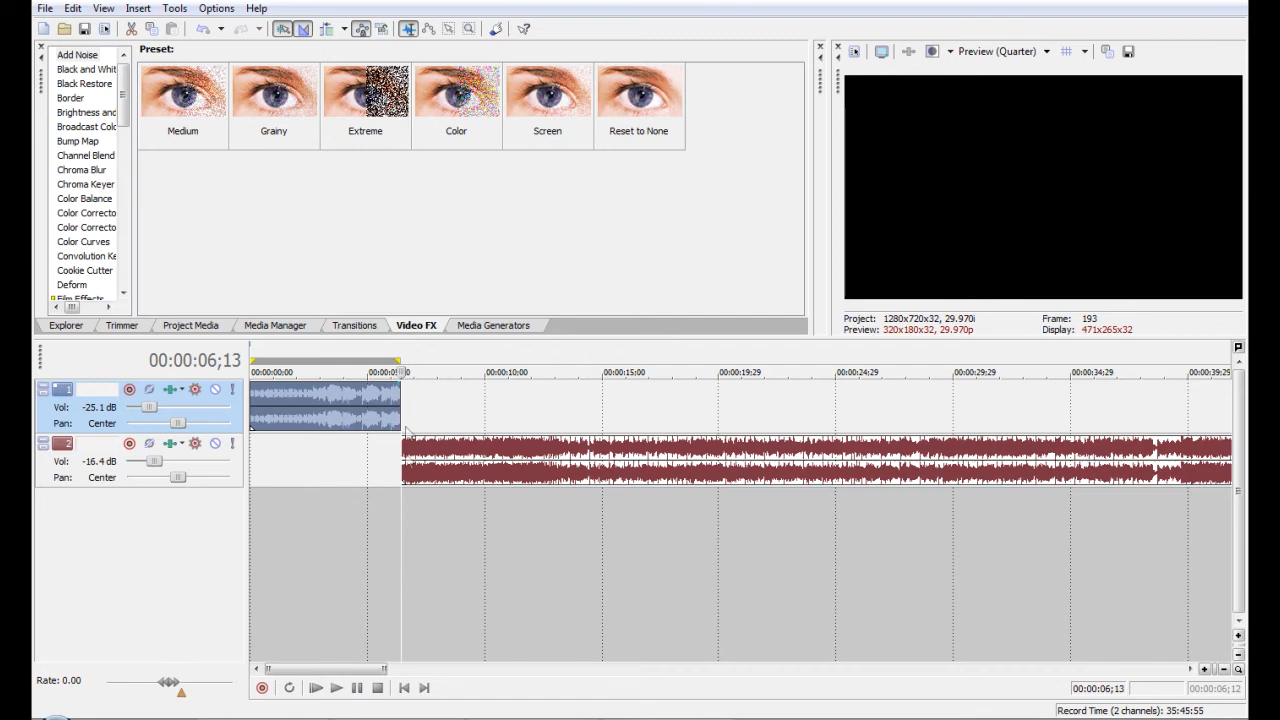 File Edit View Insert Tools Options Help
Preset:
Preview (Quarter)
Add Noise
Black and Whit
Black Restore
Border
Brightness and
Broadcast Colo
Bump Map
Channel Blend
Chroma Blur
Chroma Keyer
Color Balance
Color Correcto
Color Correcto
Color Curves
Convolution Ke
Cookie Cutter
Deform
Film Effects
Medium Grainy Extreme Color Screen Reset to None
Project: 1280x720x32, 29.970i Frame: 193
Preview: 320x180x32, 29.970p Display: 471x265x32
Explorer Trimmer Project Media Media Manager Transitions Video FX Media Generators
00:00:06;13
00:00:00;00 00:00:10;00 00:00:15;00 00:00:19;29 00:00:24;29 00:00:29;29 00:00:34;29 00:00:39;29
1
Vol: -25.1 dB
Pan: Center
2
Vol: -16.4 dB
Pan: Center
Rate: 0.00
00:00:06;13 00:00:06;12
Record Time (2 channels): 35:45:55